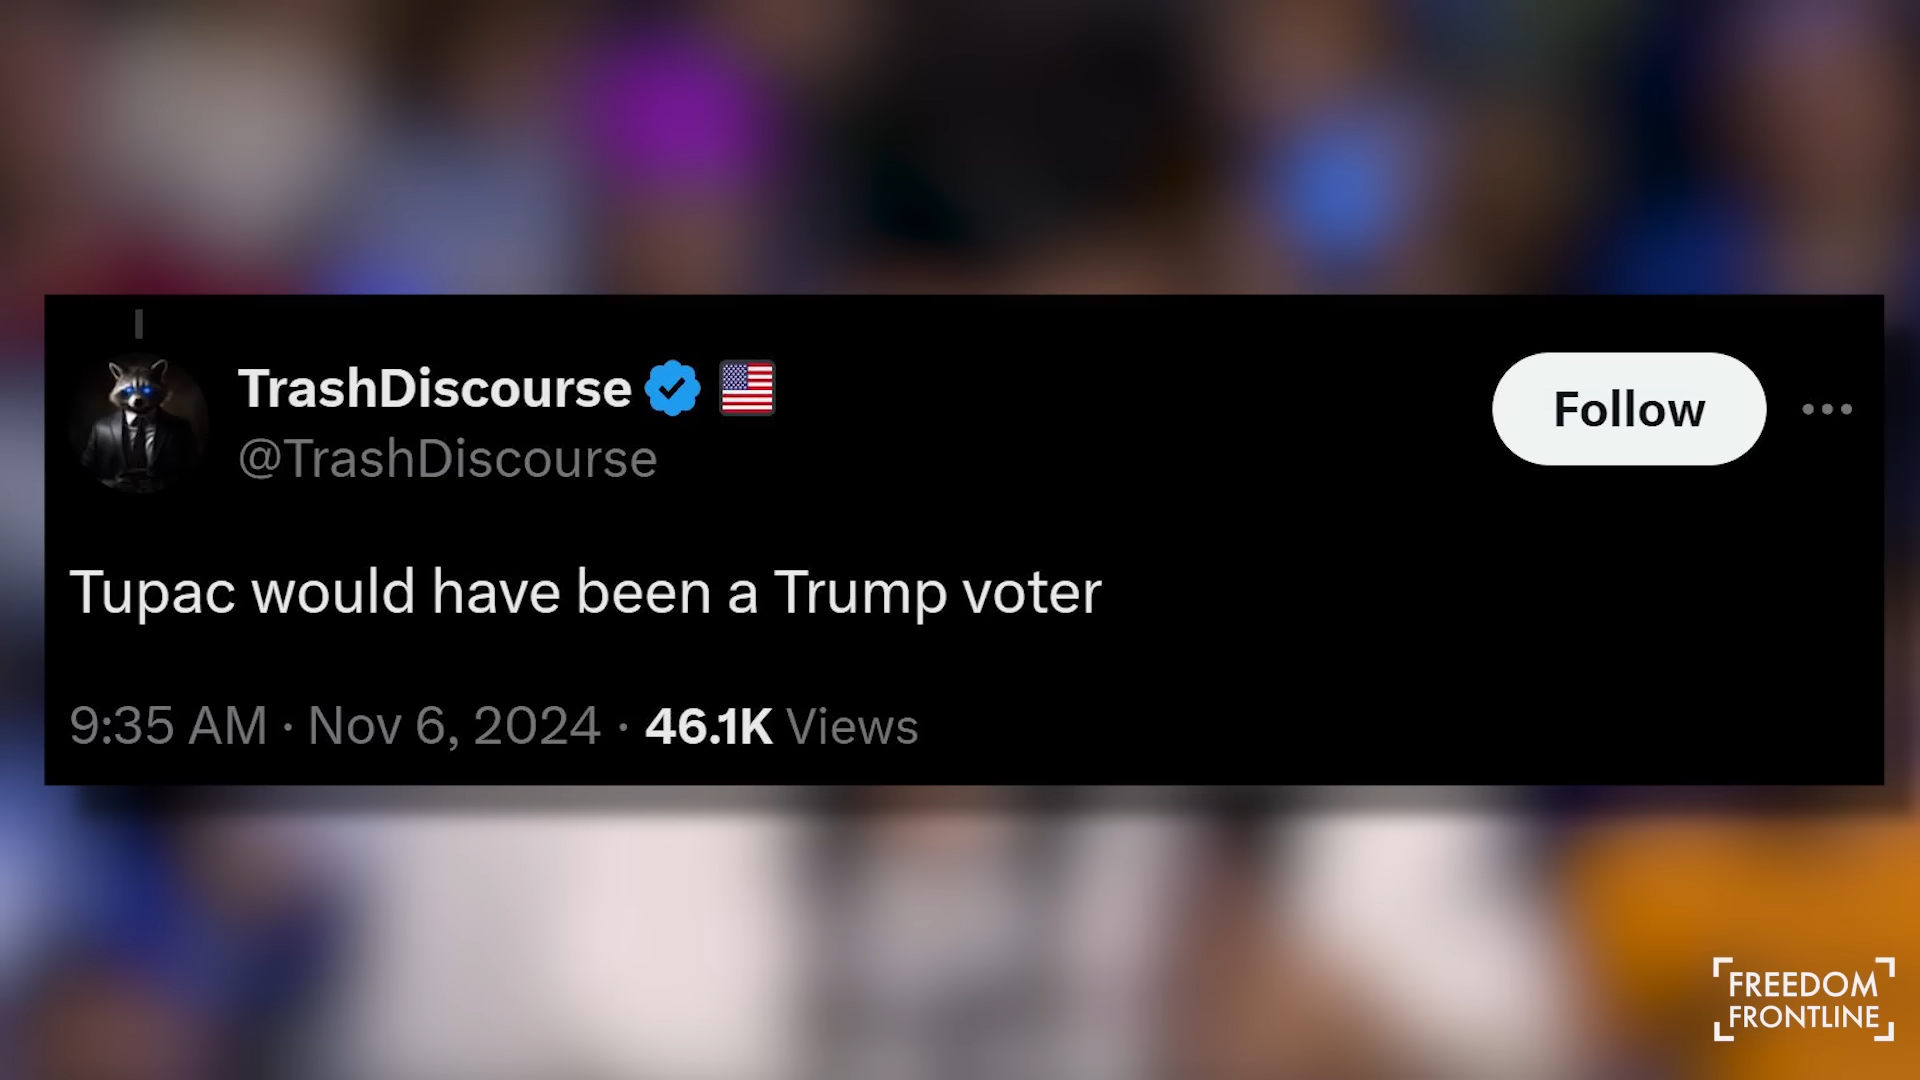 TrashDiscourse
@TrashDiscourse
Follow
Tupac would have been a Trump voter
9:35 AM · Nov 6, 2024 · 46.1K Views
FREEDOM
FRONTLINE